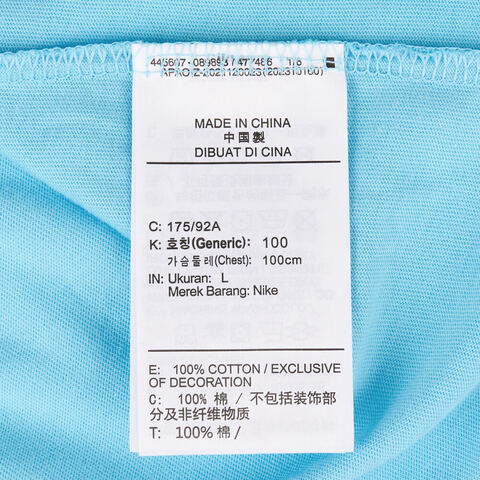 MADE IN CHINA
中国製
DIBUAT DI CINA
C: 175/92A
K: 호칭(Generic): 100
가슴둘레(Chest): 100cm
IN: Ukuran: L
Merek Barang: Nike
E: 100% COTTON / EXCLUSIVE
OF DECORATION
C: 100% 棉 / 不包括装饰部
分及非纤维物质
T: 100% 棉 /